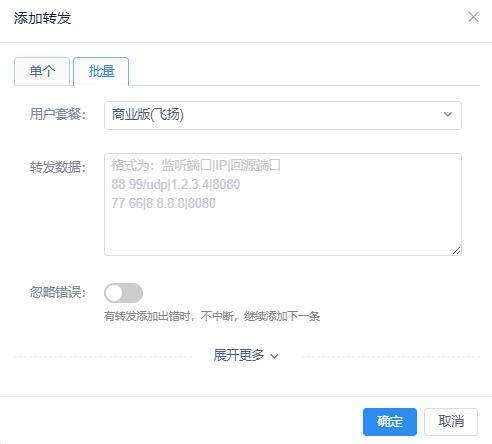 添加转发
单个
批量
用户套餐：
商业版(飞扬)
转发数据：
格式为：监听端口|IP|回源端口
88 99/udp|1.2.3.4|8080
77 66|8.8.8.8|8080
忽略错误：
有转发添加出错时，不中断，继续添加下一条
展开更多
确定
取消